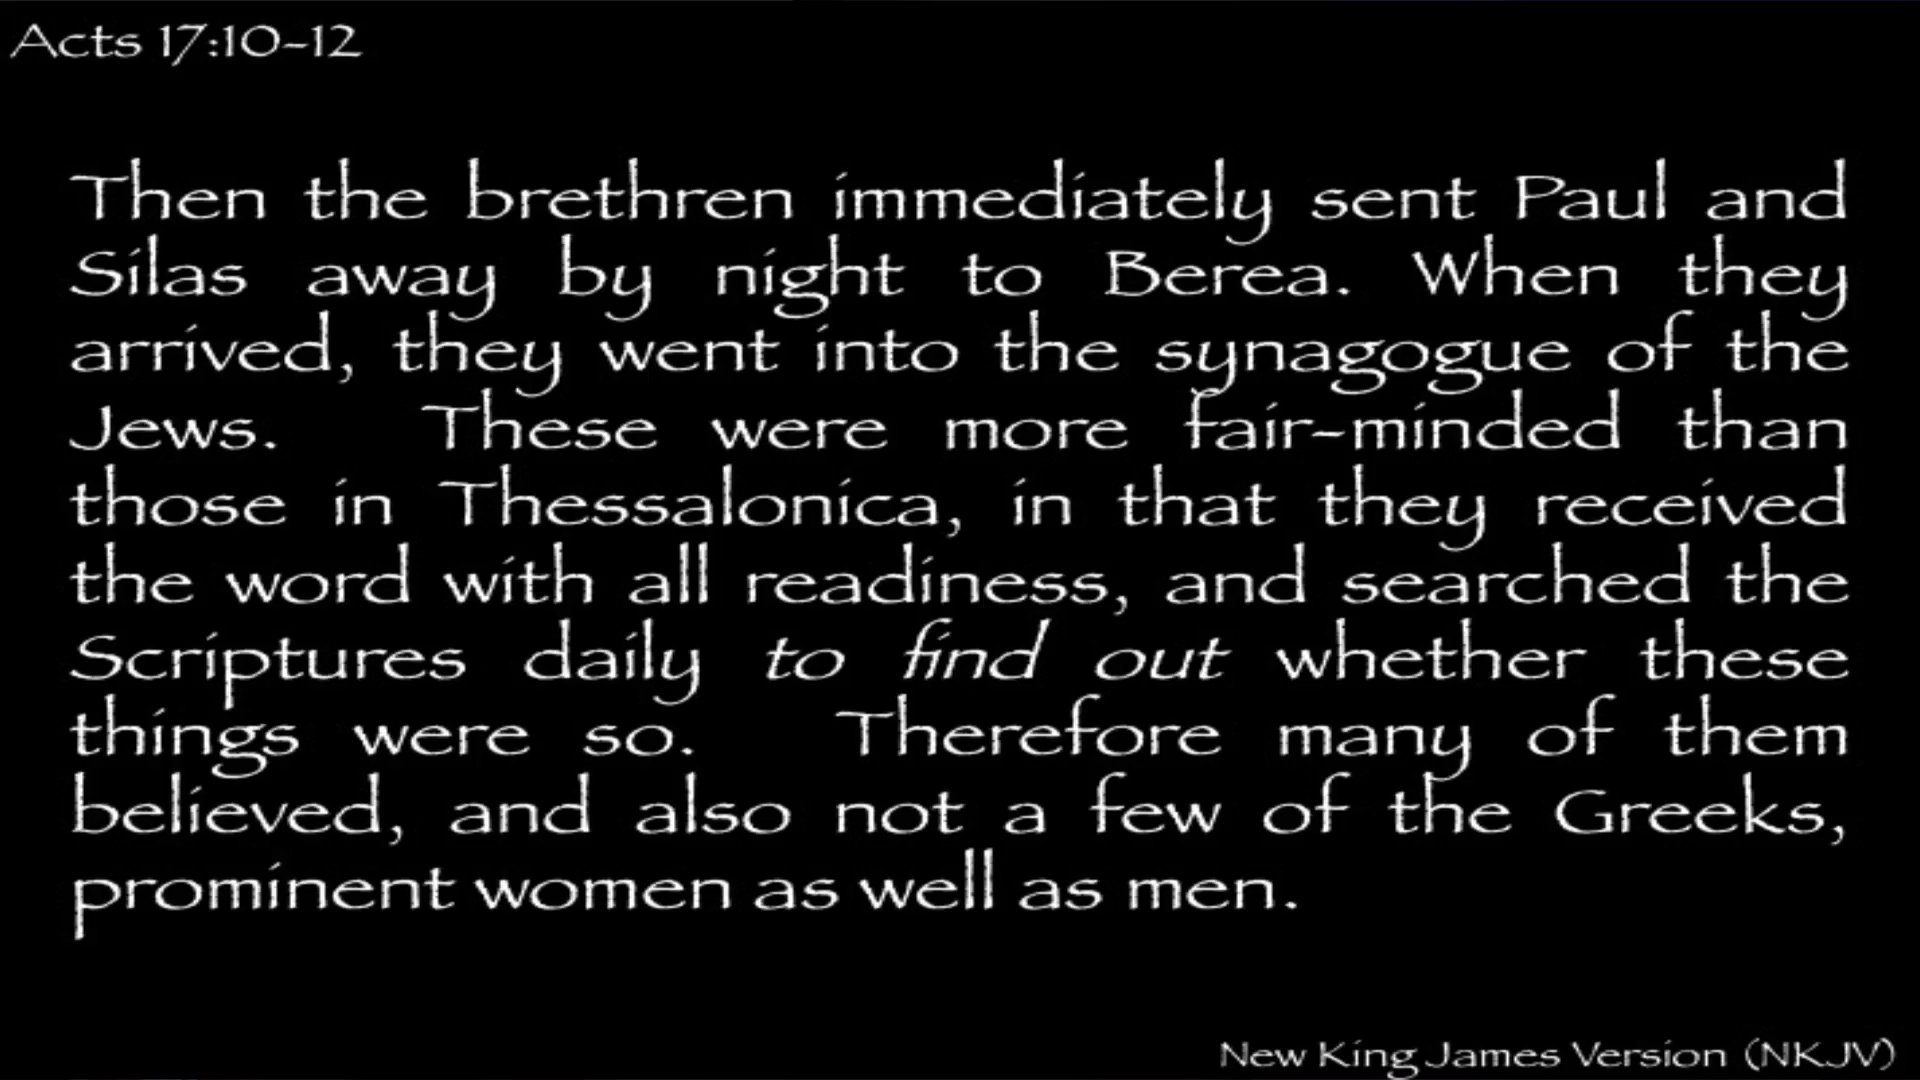 Acts 17:10-12
Then the brethren immediately sent Paul and
Silas away by night to Berea. When they
arrived, they went into the synagogue of the
Jews. These were more fair-minded than
those in Thessalonica, in that they received
the word with all readiness, and searched the
Scriptures daily to find out whether these
things were so. Therefore many of them
believed, and also not a few of the Greeks,
prominent women as well as men.
New King James Version (NKJV)